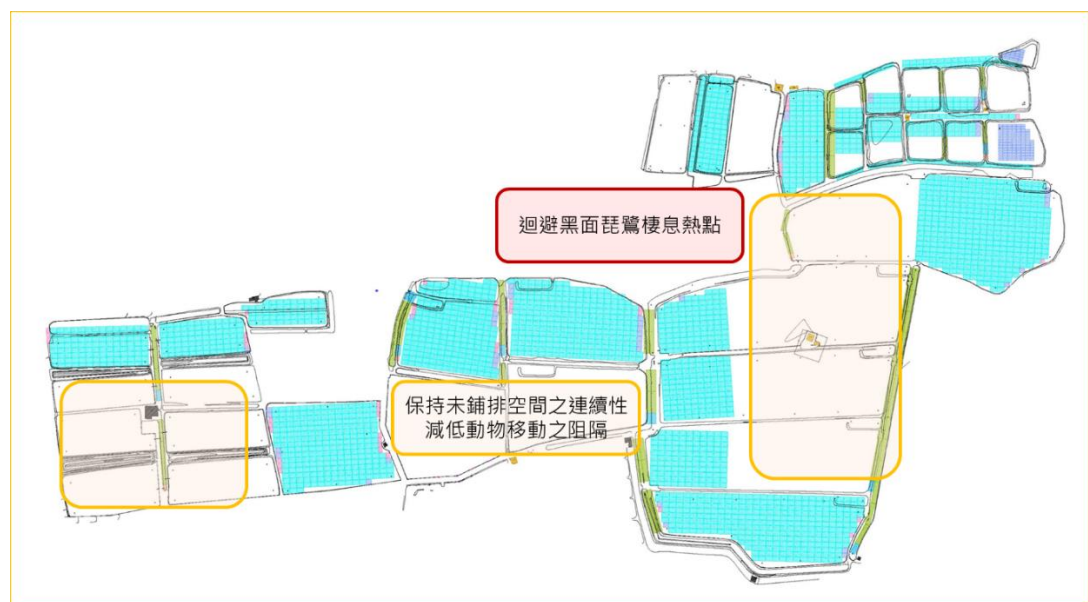 迴避黑面琵鷺棲息熱點
保持未鋪排空間之連續性
減低動物移動之阻隔